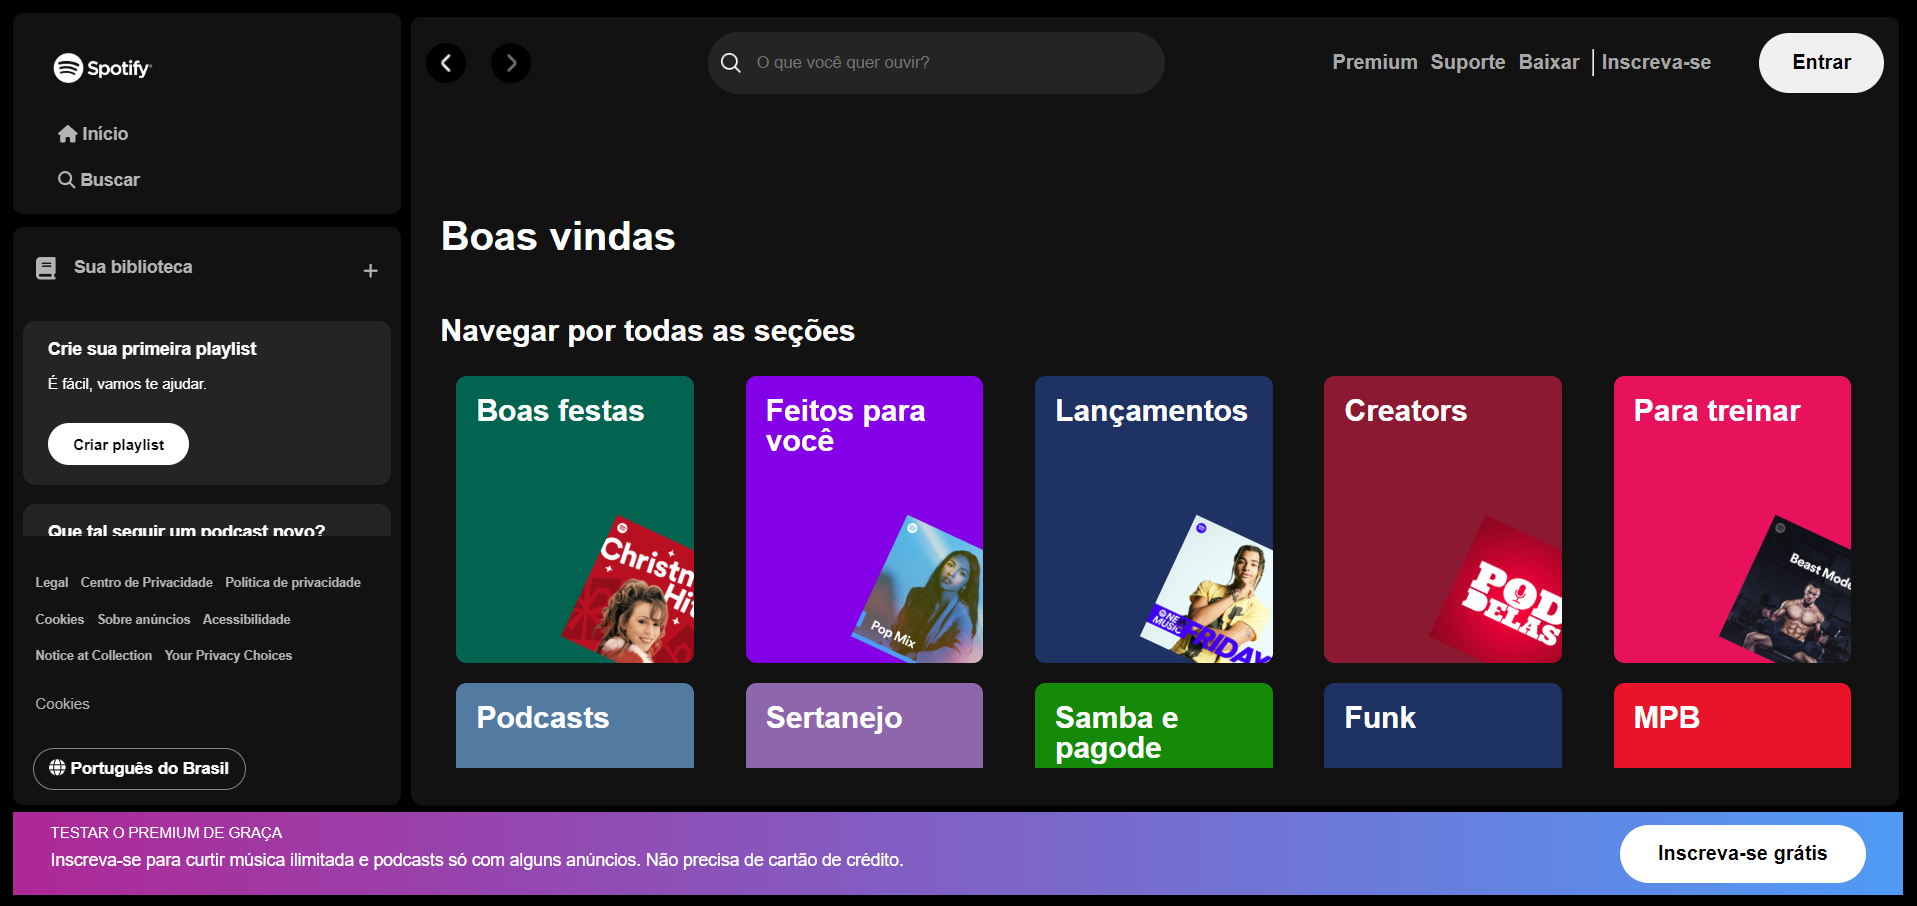 Spotify
Início
Buscar
Sua biblioteca
Crie sua primeira playlist
É fácil, vamos te ajudar.
Criar playlist
Que tal seguir um podcast novo?
Legal Centro de Privacidade Política de privacidade
Cookies Sobre anúncios Acessibilidade
Notice at Collection Your Privacy Choices
Cookies
Português do Brasil
O que você quer ouvir?
Premium Suporte Baixar Inscreva-se
Entrar
Boas vindas
Navegar por todas as seções
Boas festas
Christm
Hit
Feitos para
você
Pop Mix
Lançamentos
NE
MUSIC
FRIDAY
Creators
POD
DELAS
Para treinar
Beast Mode
Podcasts
Sertanejo
Samba e
pagode
Funk
MPB
TESTAR O PREMIUM DE GRAÇA
Inscreva-se para curtir música ilimitada e podcasts só com alguns anúncios. Não precisa de cartão de crédito.
Inscreva-se grátis